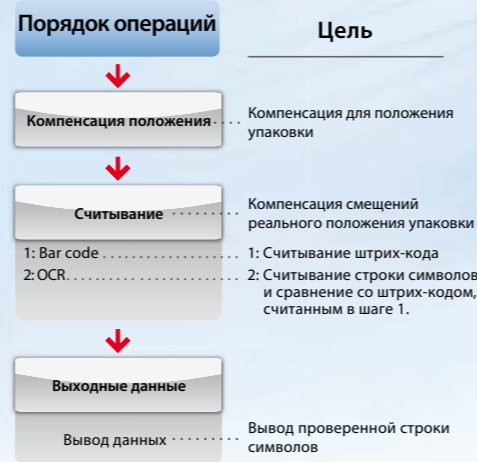 Порядок операций
Цель
Компенсация положения
Компенсация для положения
упаковки
Считывание
Компенсация смещений
реального положения упаковки
1: Bar code
1: Считывание штрих-кода
2: OCR
2: Считывание строки символов
и сравнение со штрих-кодом,
считанным в шаге 1.
Выходные данные
Вывод данных
Вывод проверенной строки
символов